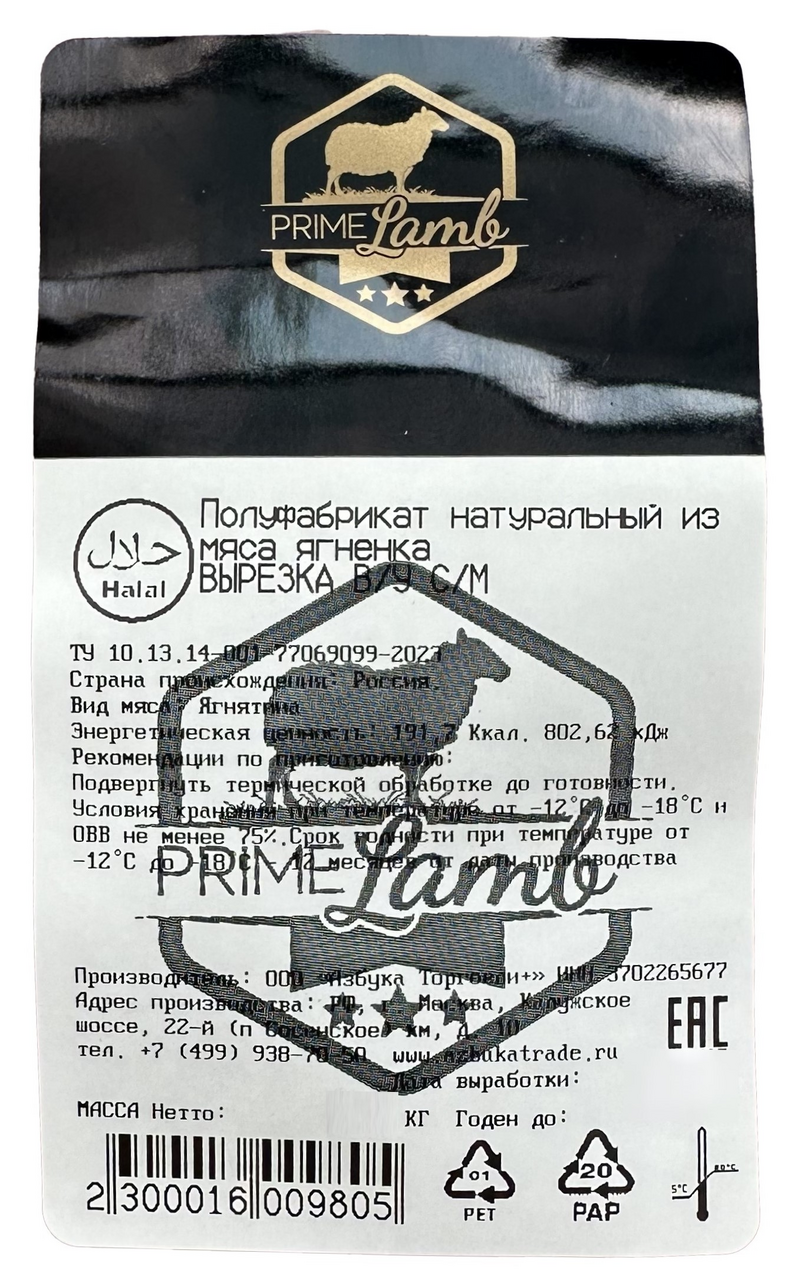 PRIME Lamb
حلال
Halal
Полуфабрикат натуральный из
мяса ягненка
ВЫРЕЗКА В/У С/М
ТУ 10.13.14-001-77069099-2023
Страна происхождения: Россия.
Вид мяса: Ягнятина
Энергетическая ценность: 191,7 Ккал. 802,62 кДж
Рекомендации по приготовлению:
Подвергнуть термической обработке до готовности.
Условия хранения при температуре от -12°C до -18°C и
ОВВ не менее 75%.Срок годности при температуре от
-12°C до -18°C - 12 месяцев от даты производства
PRIME Lamb
Производитель: ООО «Азбука Торговли+» ИНН 3702265677
Адрес производства: РФ, г. Москва, Калужское
шоссе, 22-й (п Сосенское) км, д. 10
EAC
тел. +7 (499) 938-70-50 www.azbukatrade.ru
Дата выработки:
МАССА Нетто: КГ Годен до:
2 300016 009805
01
PET
20
PAP
5°C